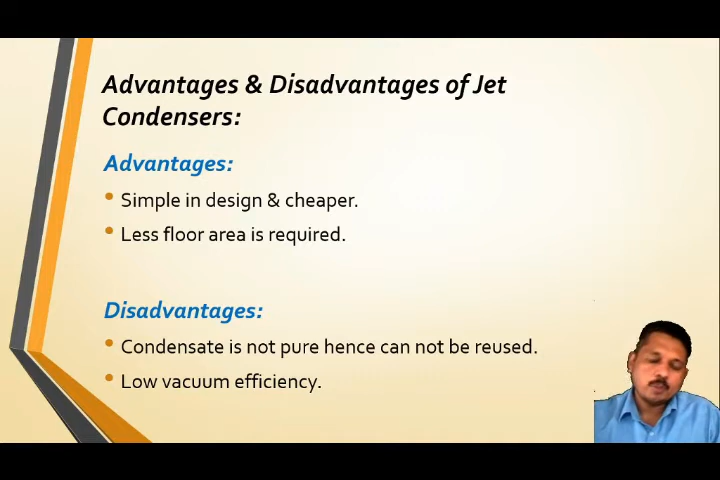 Advantages & Disadvantages of Jet
Condensers:
Advantages:
• Simple in design & cheaper.
• Less floor area is required.
Disadvantages:
• Condensate is not pure hence can not be reused.
• Low vacuum efficiency.